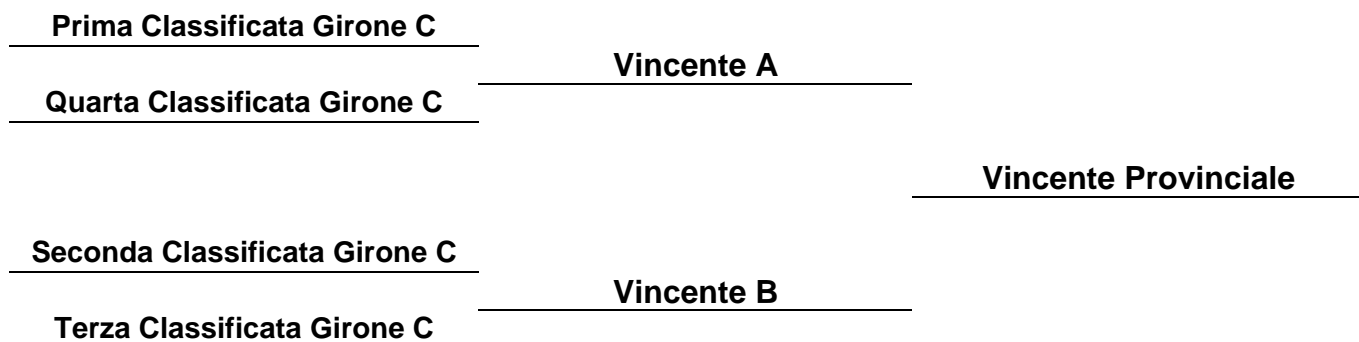 Prima Classificata Girone C
Vincente A
Quarta Classificata Girone C
Vincente Provinciale
Seconda Classificata Girone C
Vincente B
Terza Classificata Girone C